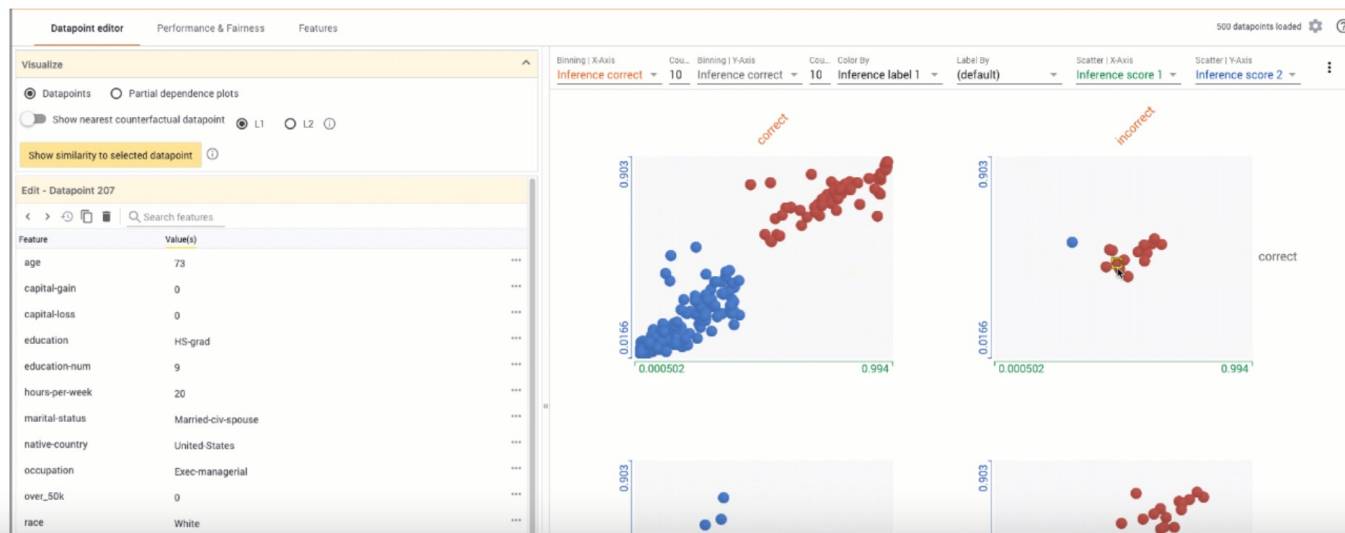 Datapoint editor Performance & Fairness Features 500 datapoints loaded
Visualize
Datapoints Partial dependence plots
Show nearest counterfactual datapoint L1 L2
Show similarity to selected datapoint
Edit - Datapoint 207
Search features
Feature Value(s)
age 73
capital-gain 0
capital-loss 0
education HS-grad
education-num 9
hours-per-week 20
marital-status Married-civ-spouse
native-country United-States
occupation Exec-managerial
over_50k 0
race White
Binning | X-Axis Cou... Binning | Y-Axis Cou... Color By Label By Scatter | X-Axis Scatter | Y-Axis
Inference correct 10 Inference correct 10 Inference label 1 (default) Inference score 1 Inference score 2
correct incorrect
0.903 0.903
correct
0.0166 0.0166
0.000502 0.994 0.000502 0.994
0.903 0.903